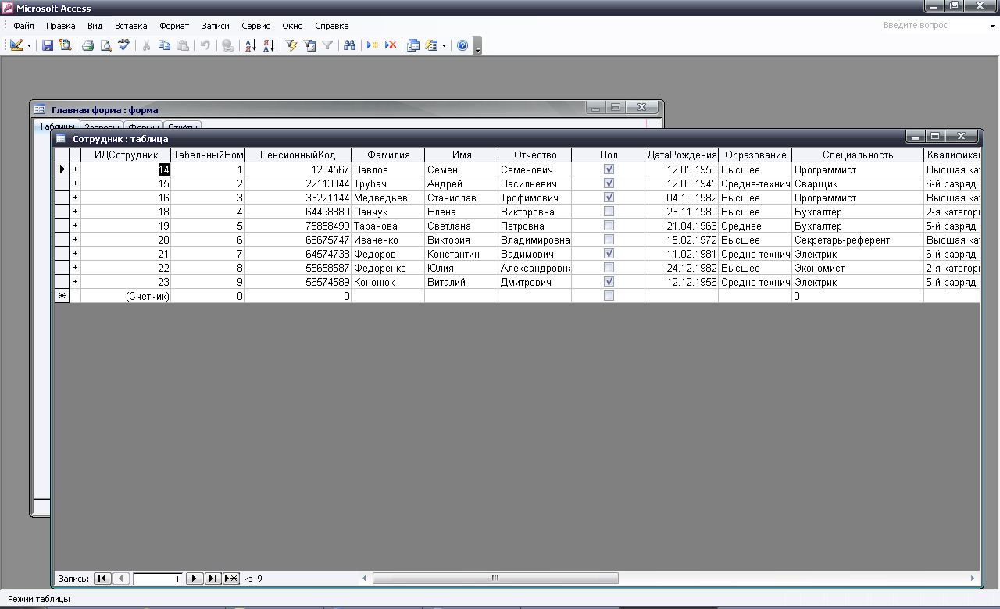 Microsoft Access
Файл Правка Вид Вставка Формат Записи Сервис Окно Справка Введите вопрос
Главная форма : форма
Таблицы Запросы Формы Отчёты
Сотрудник : таблица
ИДСотрудник ТабельныйНом ПенсионныйКод Фамилия Имя Отчество Пол ДатаРождения Образование Специальность Квалифика
14 1 1234567 Павлов Семен Семенович 12.05.1958 Высшее Программист Высшая ка
+ 15 2 22113344 Трубач Андрей Васильевич 12.03.1945 Средне-технич Сварщик 6-й разряд
+ 16 3 33221144 Медведьев Станислав Трофимович 04.10.1982 Высшее Программист Высшая ка
+ 18 4 64498880 Панчук Елена Викторовна 23.11.1980 Высшее Бухгалтер 2-я категор
+ 19 5 75858499 Таранова Светлана Петровна 21.04.1963 Среднее Бухгалтер 5-й разряд
+ 20 6 68675747 Иваненко Виктория Владимировна 15.02.1972 Высшее Секретарь-референт Высшая ка
+ 21 7 64574738 Федоров Константин Вадимович 11.02.1981 Средне-технич Электрик 6-й разряд
+ 22 8 55658587 Федоренко Юлия Александровна 24.12.1982 Высшее Экономист 2-я категор
+ 23 9 56574589 Кононюк Виталий Дмитрович 12.12.1956 Средне-технич Электрик 5-й разряд
(Счетчик) 0 0 0
Запись: 1 из 9
Режим таблицы